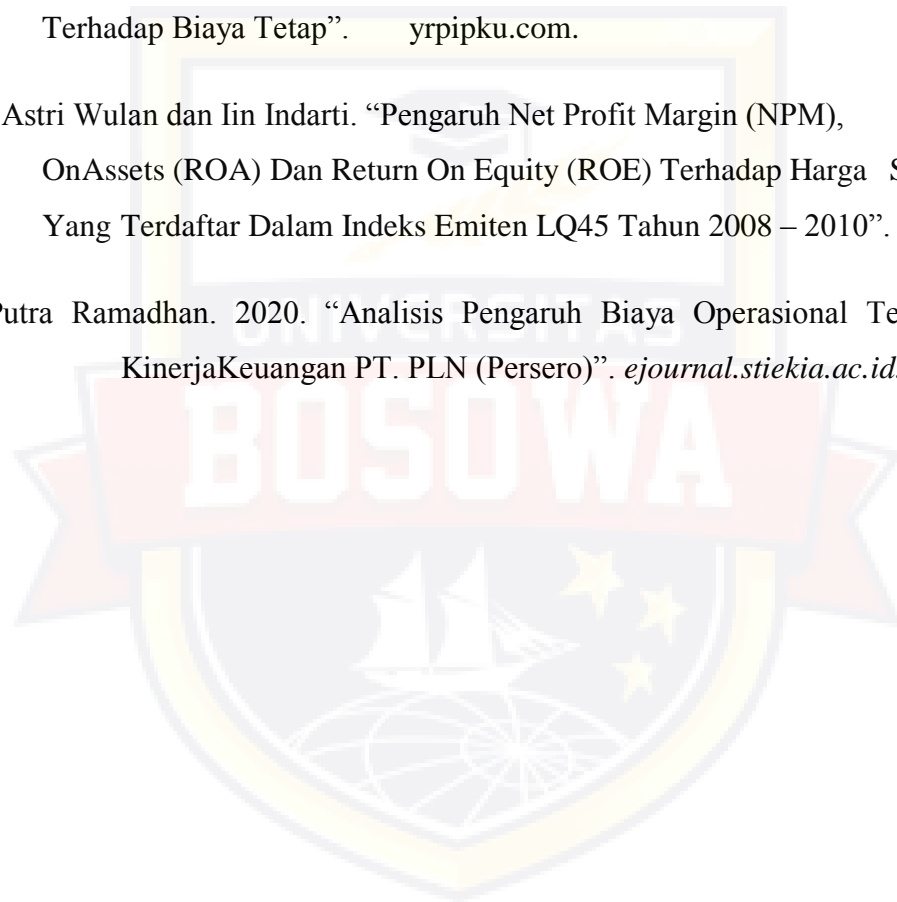 Terhadap Biaya Tetap”. yrpipku.com.
Astri Wulan dan Iin Indarti. “Pengaruh Net Profit Margin (NPM),
OnAssets (ROA) Dan Return On Equity (ROE) Terhadap Harga
Yang Terdaftar Dalam Indeks Emiten LQ45 Tahun 2008 – 2010”.
Putra Ramadhan. 2020. “Analisis Pengaruh Biaya Operasional
KinerjaKeuangan PT. PLN (Persero)”. ejournal.stiekia.ac.id
UNIVERSITAS
BOSOWA